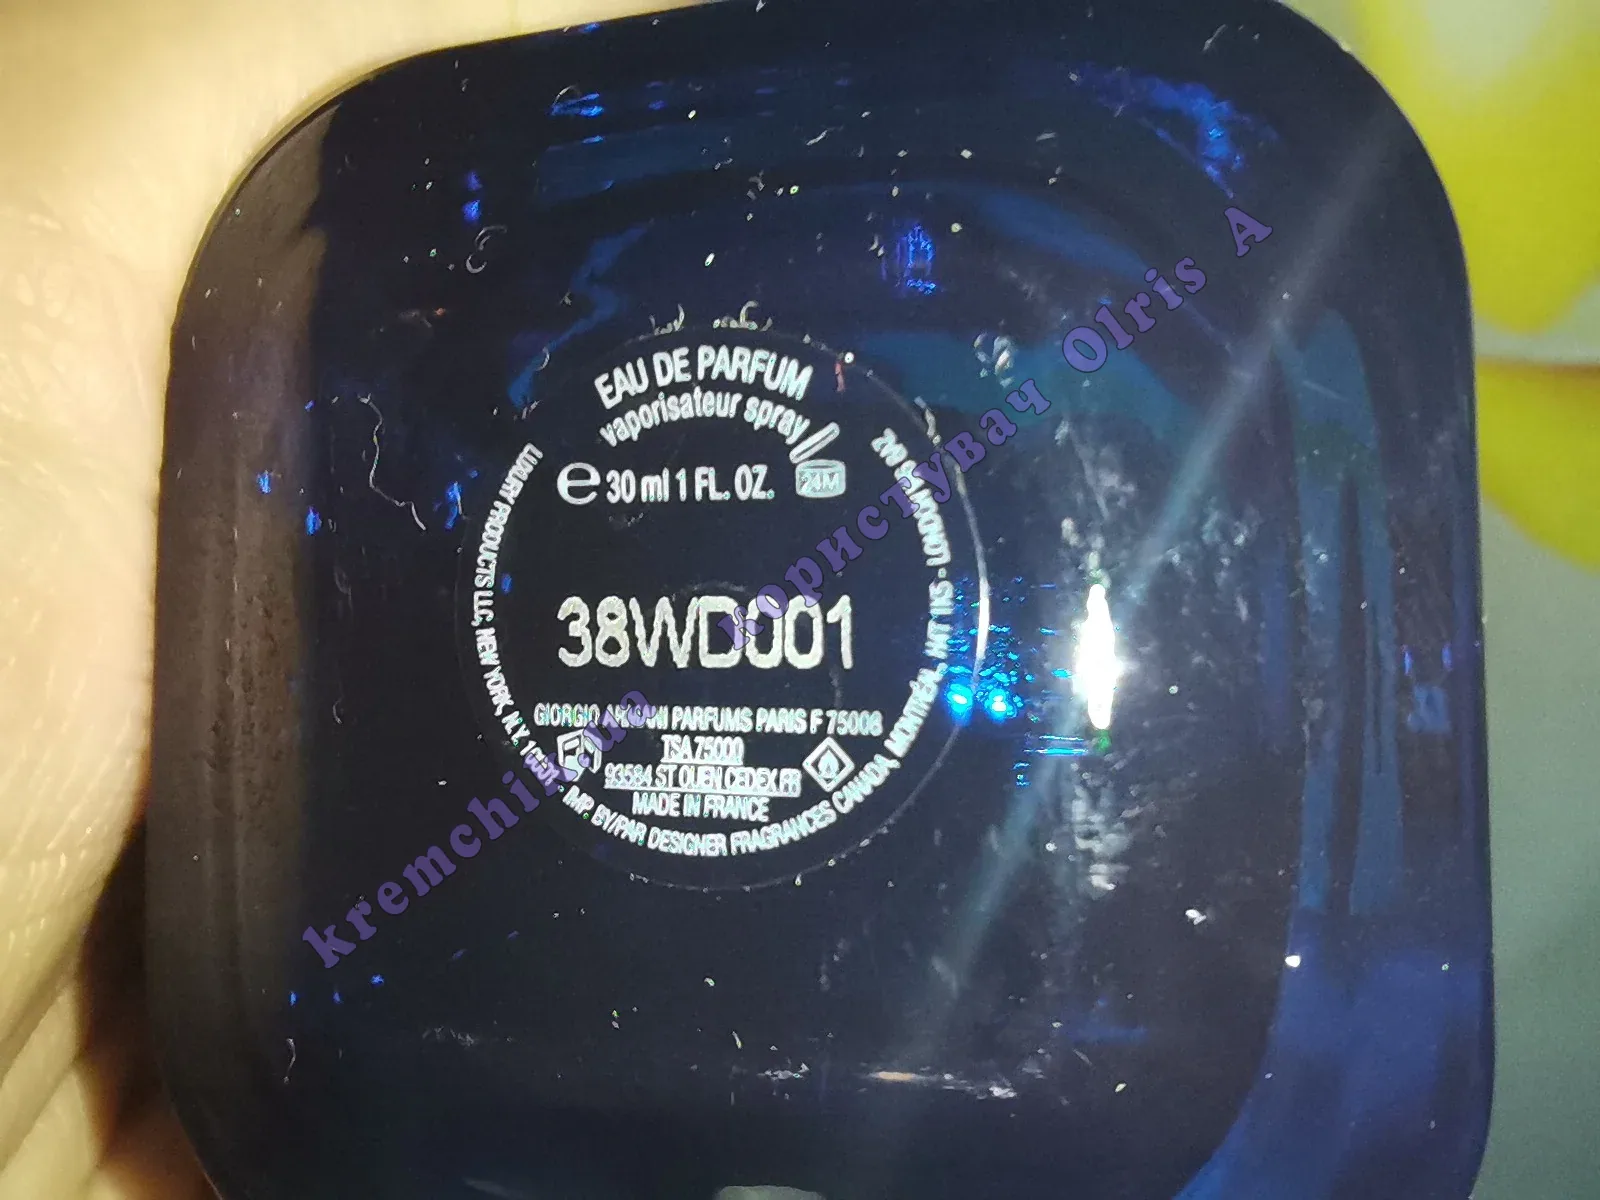 EAU DE PARFUM
vaporisateur spray
e 30 ml 1 FL. OZ.
24M
38WD001
GIORGIO ARMANI PARFUMS PARIS F 75008
TSA 75000
93584 ST OUEN CEDEX FR
MADE IN FRANCE
LUXURY PRODUCTS LLC, NEW YORK, N.Y.
IMP. BY/PAR DESIGNER FRAGRANCES CANADA, MONTRÉAL,
LONDON
kremchik.ua користувач Olris A